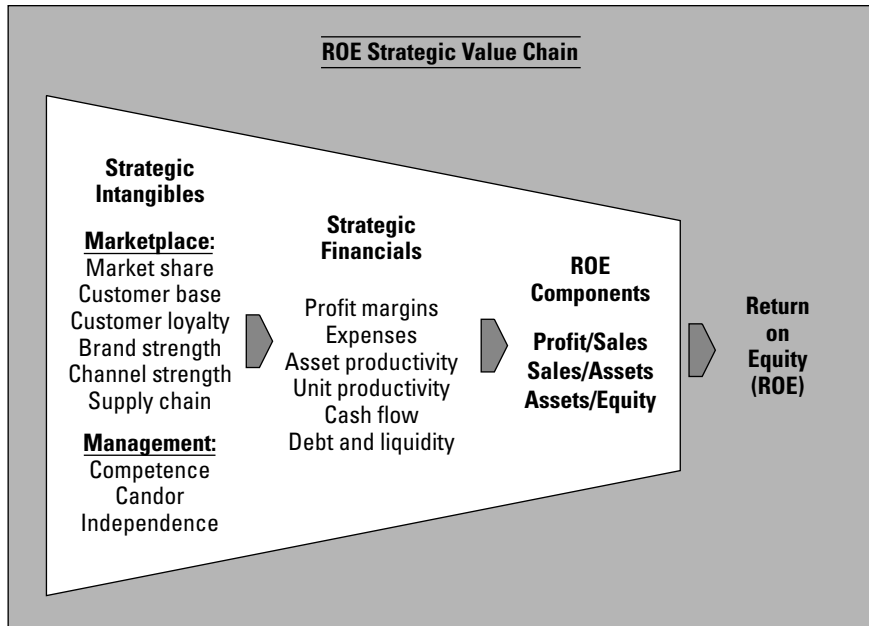 ROE Strategic Value Chain
Strategic
Intangibles
Marketplace:
Market share
Customer base
Customer loyalty
Brand strength
Channel strength
Supply chain
Management:
Competence
Candor
Independence
Strategic
Financials
Profit margins
Expenses
Asset productivity
Unit productivity
Cash flow
Debt and liquidity
ROE
Components
Profit/Sales
Sales/Assets
Assets/Equity
Return
on
Equity
(ROE)